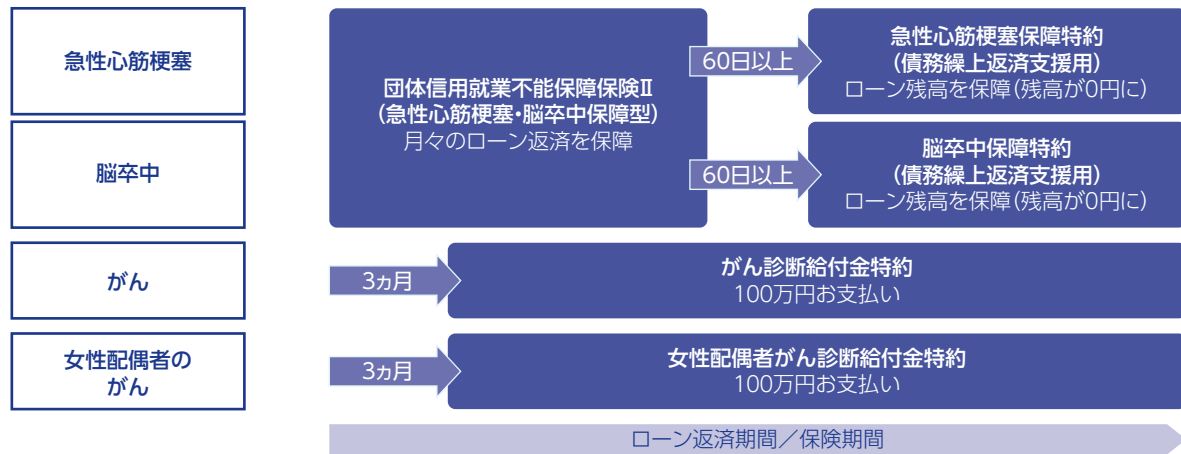 急性心筋梗塞
脳卒中
団体信用就業不能保障保険Ⅱ
(急性心筋梗塞・脳卒中保障型)
月々のローン返済を保障
60日以上
急性心筋梗塞保障特約
(債務繰上返済支援用)
ローン残高を保障(残高が0円に)
60日以上
脳卒中保障特約
(債務繰上返済支援用)
ローン残高を保障(残高が0円に)
がん
3ヵ月
がん診断給付金特約
100万円お支払い
女性配偶者の
がん
3ヵ月
女性配偶者がん診断給付金特約
100万円お支払い
ローン返済期間／保険期間